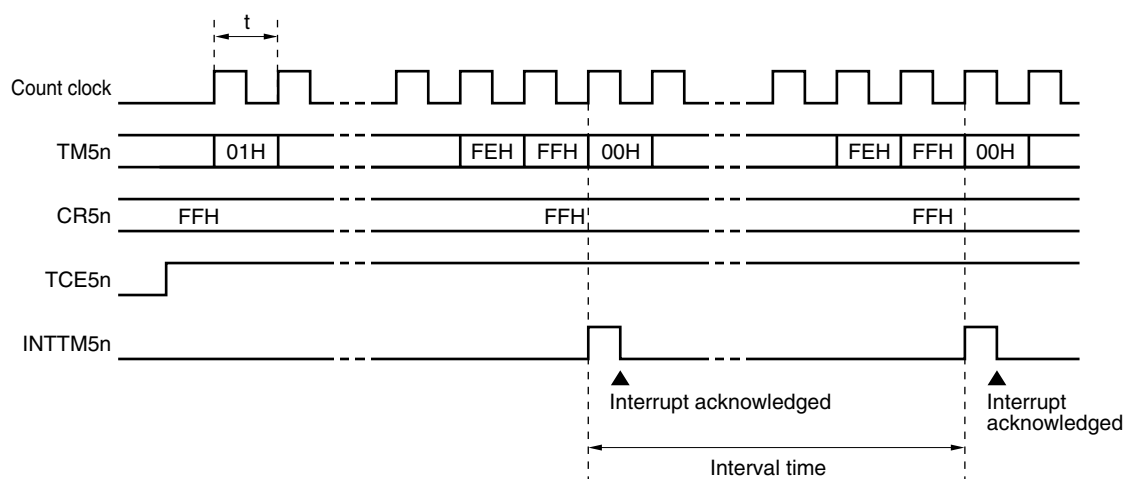 t
Count clock
TM5n 01H FEH FFH 00H FEH FFH 00H
CR5n FFH FFH FFH
TCE5n
INTTM5n
Interrupt acknowledged Interrupt
acknowledged
Interval time